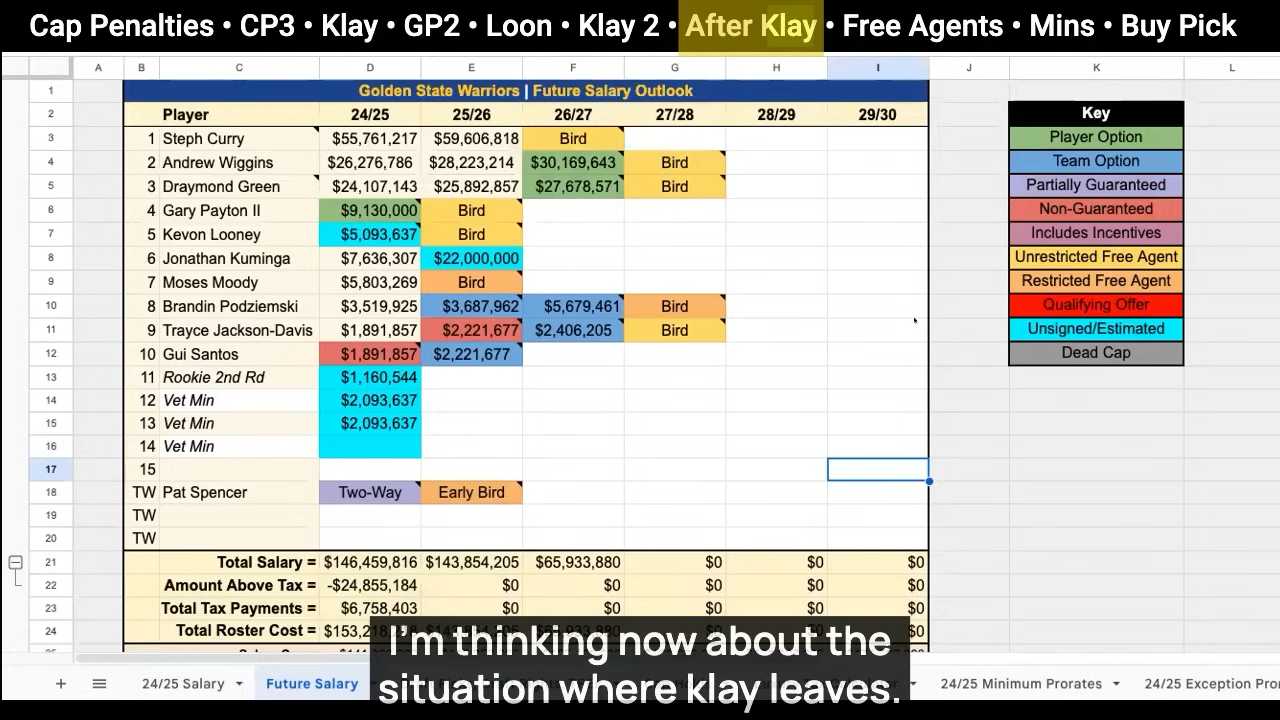 Cap Penalties • CP3 • Klay • GP2 • Loon • Klay 2 • After Klay • Free Agents • Mins • Buy Pick
A B C D E F G H I J K L
1 Golden State Warriors | Future Salary Outlook
2 Player 24/25 25/26 26/27 27/28 28/29 29/30 Key
3 1 Steph Curry $55,761,217 $59,606,818 Bird Player Option
4 2 Andrew Wiggins $26,276,786 $28,223,214 $30,169,643 Bird Team Option
5 3 Draymond Green $24,107,143 $25,892,857 $27,678,571 Bird Partially Guaranteed
6 4 Gary Payton II $9,130,000 Bird Non-Guaranteed
7 5 Kevon Looney $5,093,637 Bird Includes Incentives
8 6 Jonathan Kuminga $7,636,307 $22,000,000 Unrestricted Free Agent
9 7 Moses Moody $5,803,269 Bird Restricted Free Agent
10 8 Brandin Podziemski $3,519,925 $3,687,962 $5,679,461 Bird Qualifying Offer
11 9 Trayce Jackson-Davis $1,891,857 $2,221,677 $2,406,205 Bird Unsigned/Estimated
12 10 Gui Santos $1,891,857 $2,221,677 Dead Cap
13 11 Rookie 2nd Rd $1,160,544
14 12 Vet Min $2,093,637
15 13 Vet Min $2,093,637
16 14 Vet Min
17 15
18 TW Pat Spencer Two-Way Early Bird
19 TW
20 TW
21 Total Salary = $146,459,816 $143,854,205 $65,933,880 $0 $0 $0
22 Amount Above Tax = -$24,855,184 $0 $0 $0 $0 $0
23 Total Tax Payments = $6,758,403 $0 $0 $0 $0 $0
24 Total Roster Cost = $0 $0 $0
I'm thinking now about the
situation where klay leaves.
24/25 Salary Future Salary 24/25 Minimum Prorates 24/25 Exception Pror